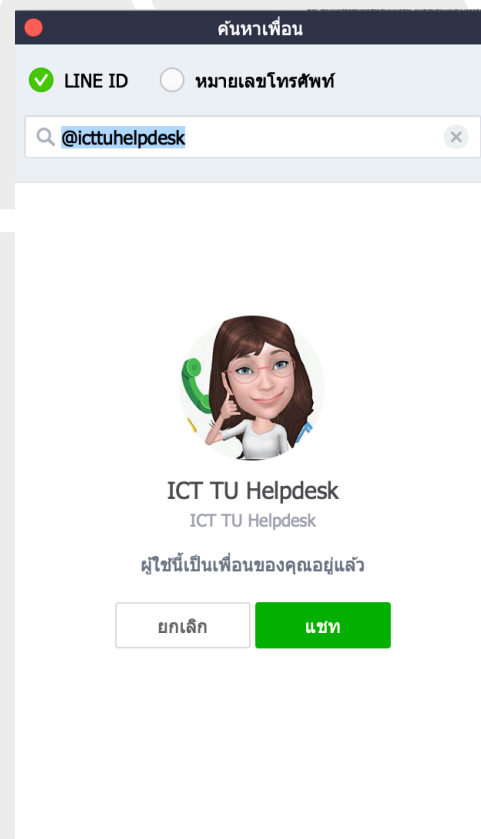 ค้นหาเพื่อน
LINE ID หมายเลขโทรศัพท์
@icttuhelpdesk
ICT TU Helpdesk
ICT TU Helpdesk
ผู้ใช้นี้เป็นเพื่อนของคุณอยู่แล้ว
ยกเลิก แชท